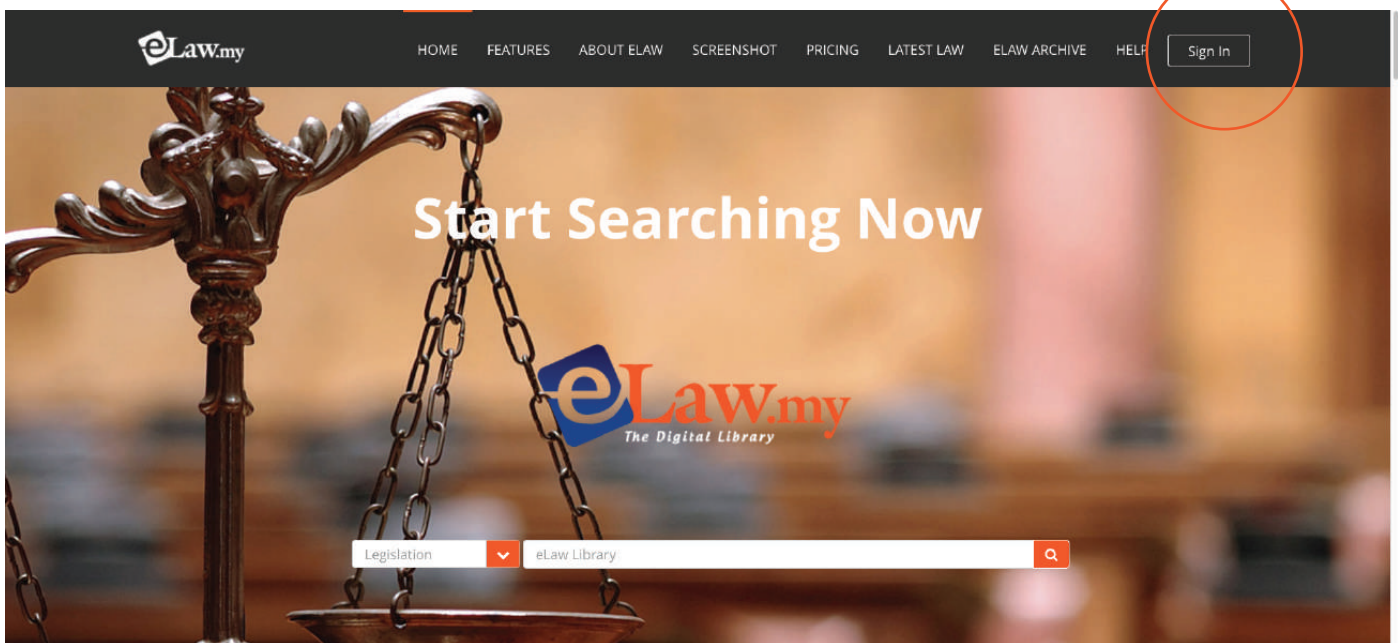 eLaw.my
HOME FEATURES ABOUT ELAW SCREENSHOT PRICING LATEST LAW ELAW ARCHIVE HELP Sign In
Start Searching Now
eLaw.my
The Digital Library
Legislation eLaw Library